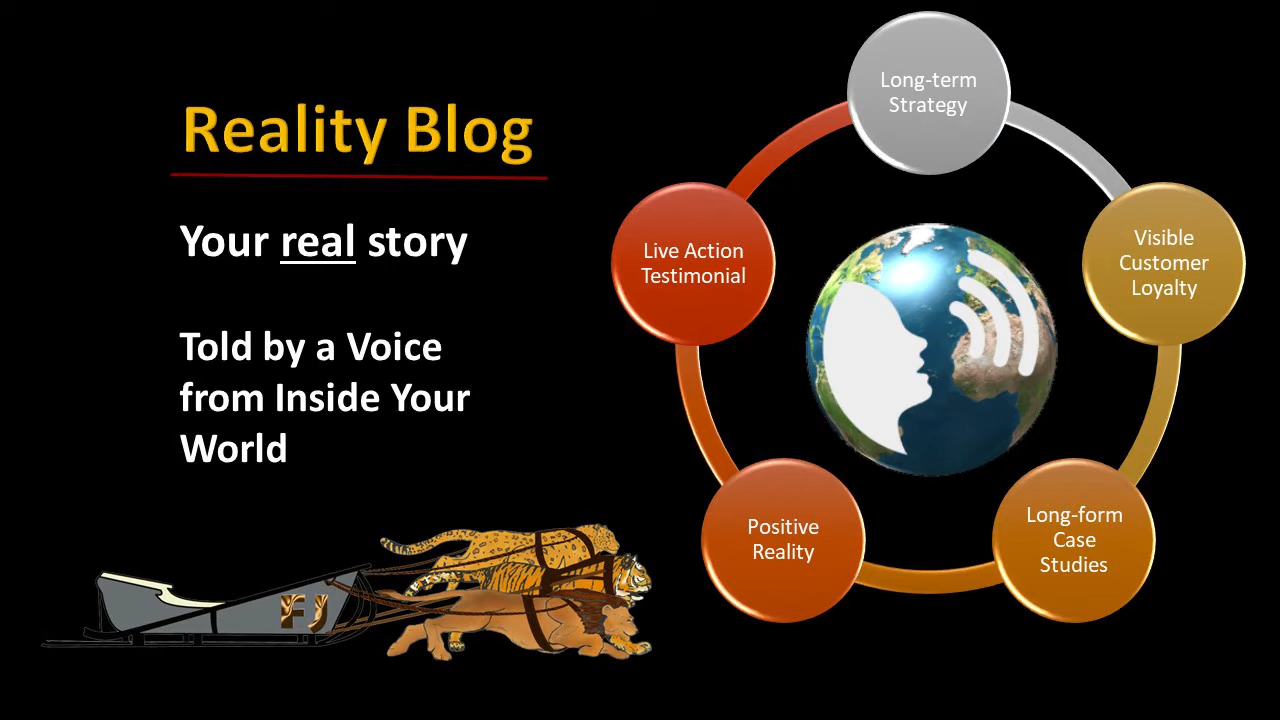 Reality Blog
Your real story
Told by a Voice
from Inside Your
World
FJ
Long-term
Strategy
Visible
Customer
Loyalty
Long-form
Case
Studies
Positive
Reality
Live Action
Testimonial